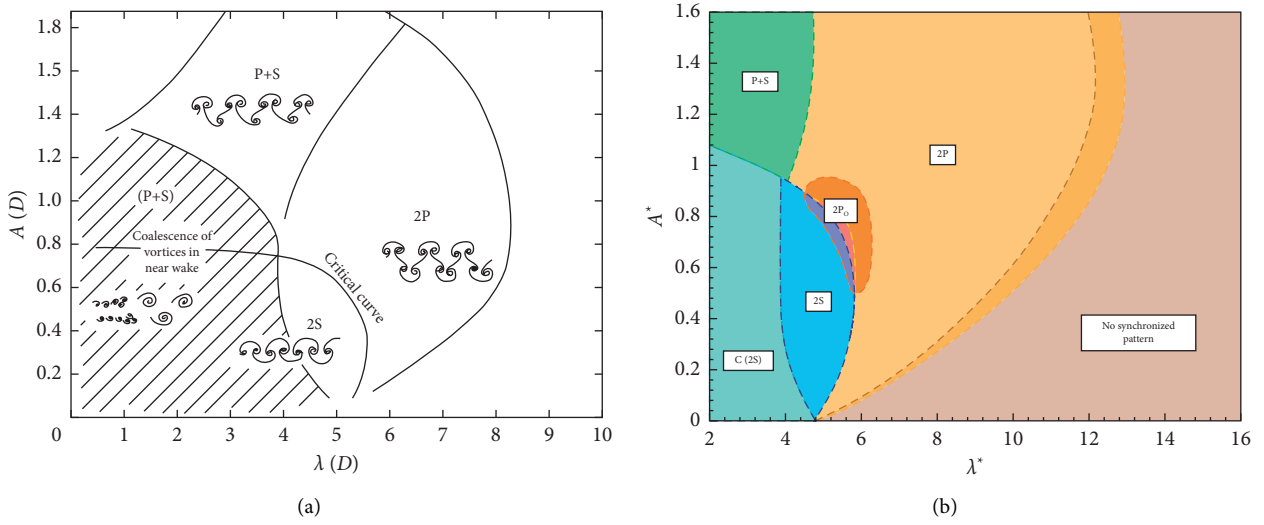 1.8
1.6
1.4
1.2
1.0
0.8
0.6
0.4
0.2
A (D)
P+S
(P+S)
Coalescence of
vortices in
near wake
2P
Critical curve
2S
0 1 2 3 4 5 6 7 8 9 10
λ (D)
(a)
1.6
1.4
1.2
1
0.8
0.6
0.4
0.2
0
A*
P+S
2P
2PO
2S
C (2S)
No synchronized
pattern
2 4 6 8 10 12 14 16
λ*
(b)